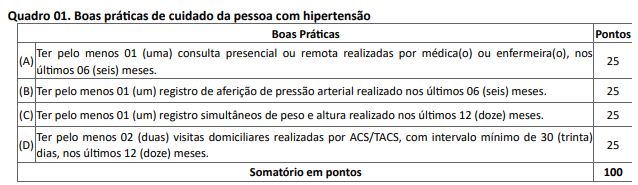 Quadro 01. Boas práticas de cuidado da pessoa com hipertensão
Boas Práticas Pontos
(A) Ter pelo menos 01 (uma) consulta presencial ou remota realizadas por médica(o) ou enfermeira(o), nos
últimos 06 (seis) meses. 25
(B) Ter pelo menos 01 (um) registro de aferição de pressão arterial realizado nos últimos 06 (seis) meses. 25
(C) Ter pelo menos 01 (um) registro simultâneos de peso e altura realizado nos últimos 12 (doze) meses. 25
(D) Ter pelo menos 02 (duas) visitas domiciliares realizadas por ACS/TACS, com intervalo mínimo de 30 (trinta)
dias, nos últimos 12 (doze) meses. 25
Somatório em pontos 100